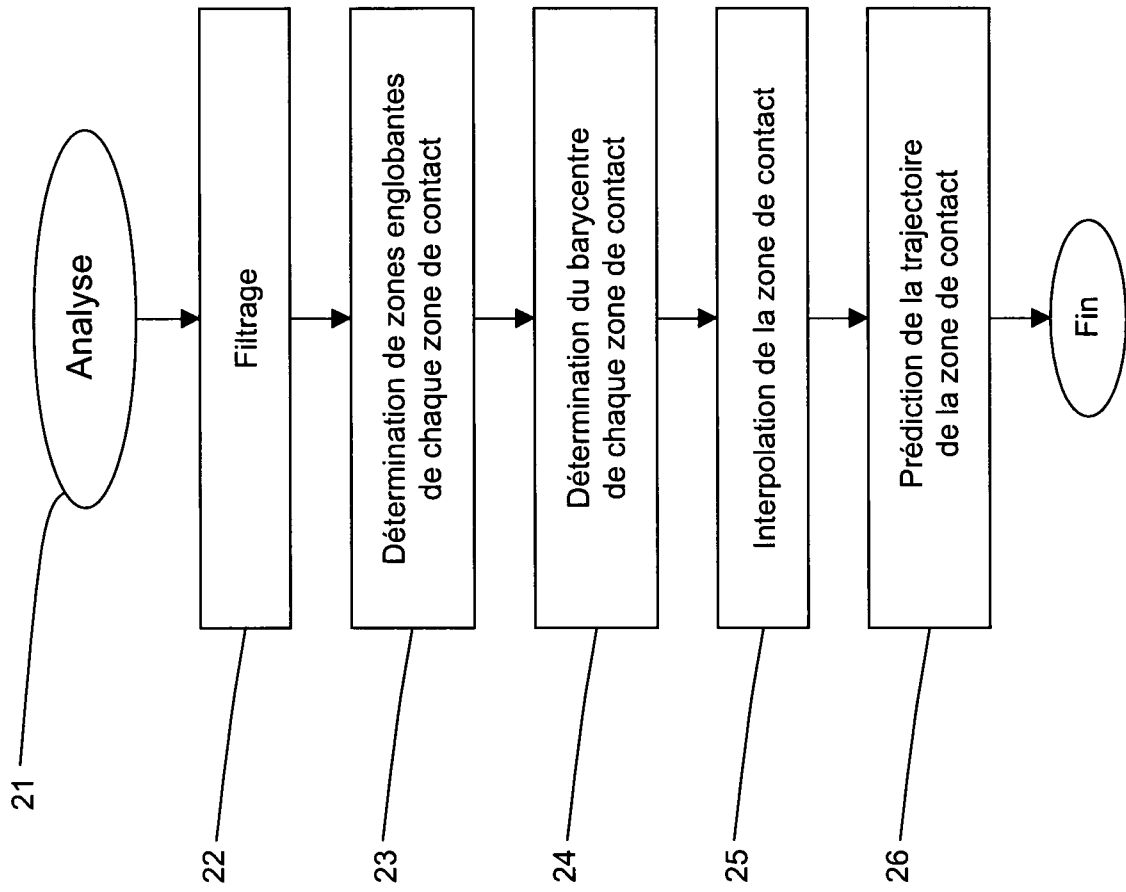 21
Analyse
22
Filtrage
23
Détermination de zones englobantes
de chaque zone de contact
24
Détermination du barycentre
de chaque zone de contact
25
Interpolation de la zone de contact
26
Prédiction de la trajectoire
de la zone de contact
Fin